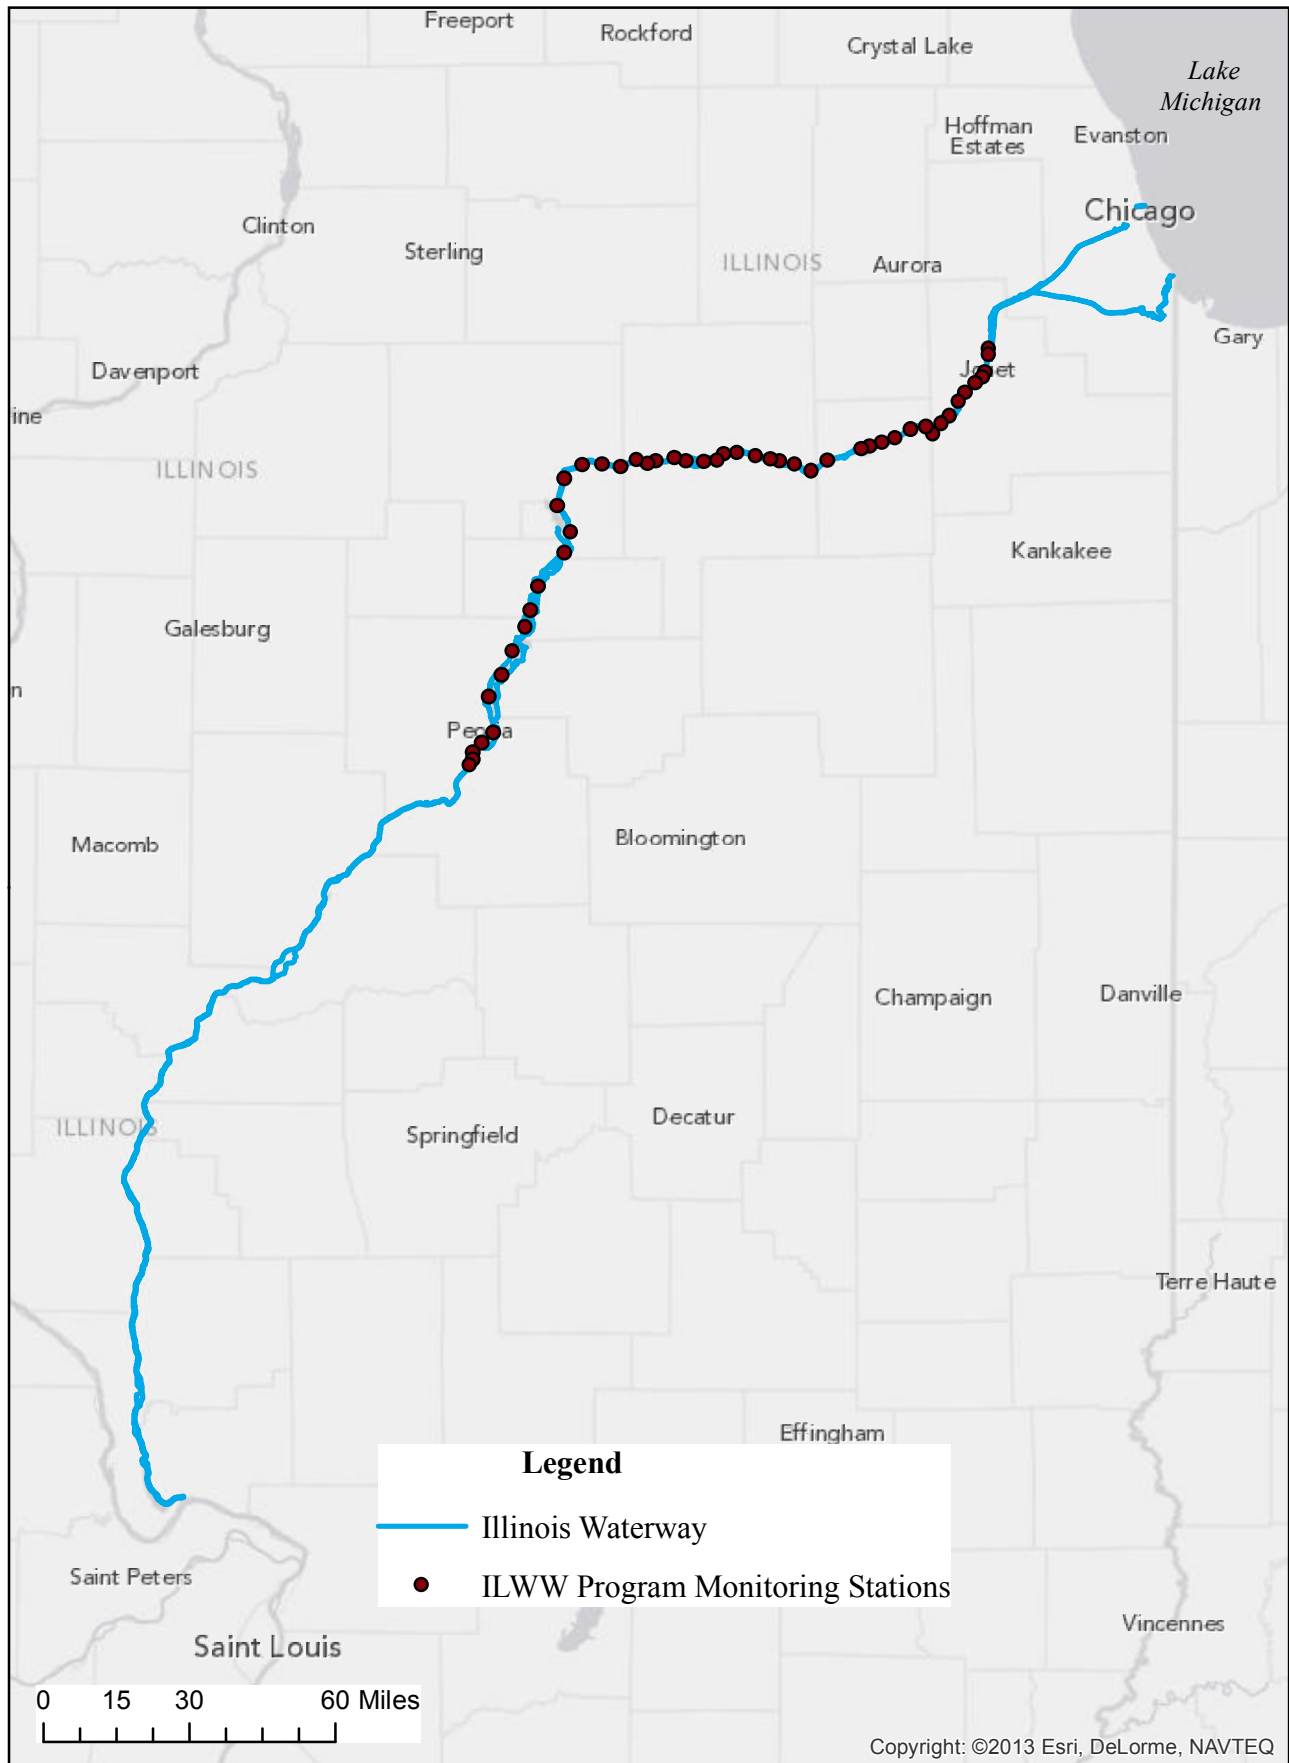 Freeport
Rockford
Crystal Lake
Lake
Michigan
Hoffman
Estates
Evanston
Chicago
Clinton
Sterling
ILLINOIS
Aurora
Gary
Davenport
Joliet
ine
ILLINOIS
Kankakee
Galesburg
n
Peoria
Macomb
Bloomington
Champaign
Danville
ILLINOIS
Springfield
Decatur
Terre Haute
Effingham
Legend
Illinois Waterway
ILWW Program Monitoring Stations
Saint Peters
Vincennes
Saint Louis
0 15 30 60 Miles
Copyright: ©2013 Esri, DeLorme, NAVTEQ